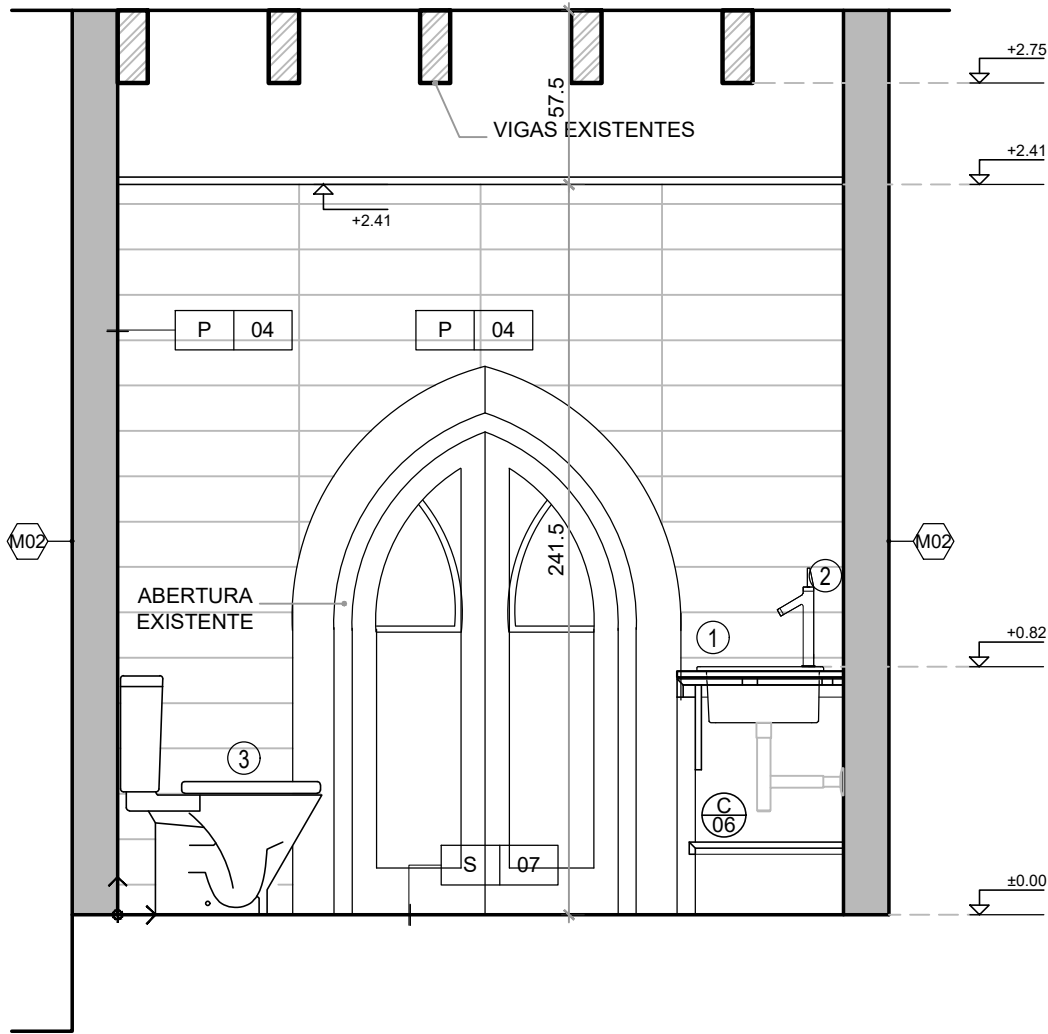 +2.75
57.5
VIGAS EXISTENTES
+2.41
+2.41
P 04
P 04
M02
241.5
M02
2
ABERTURA
EXISTENTE
1
+0.82
3
C
06
S 07
±0.00